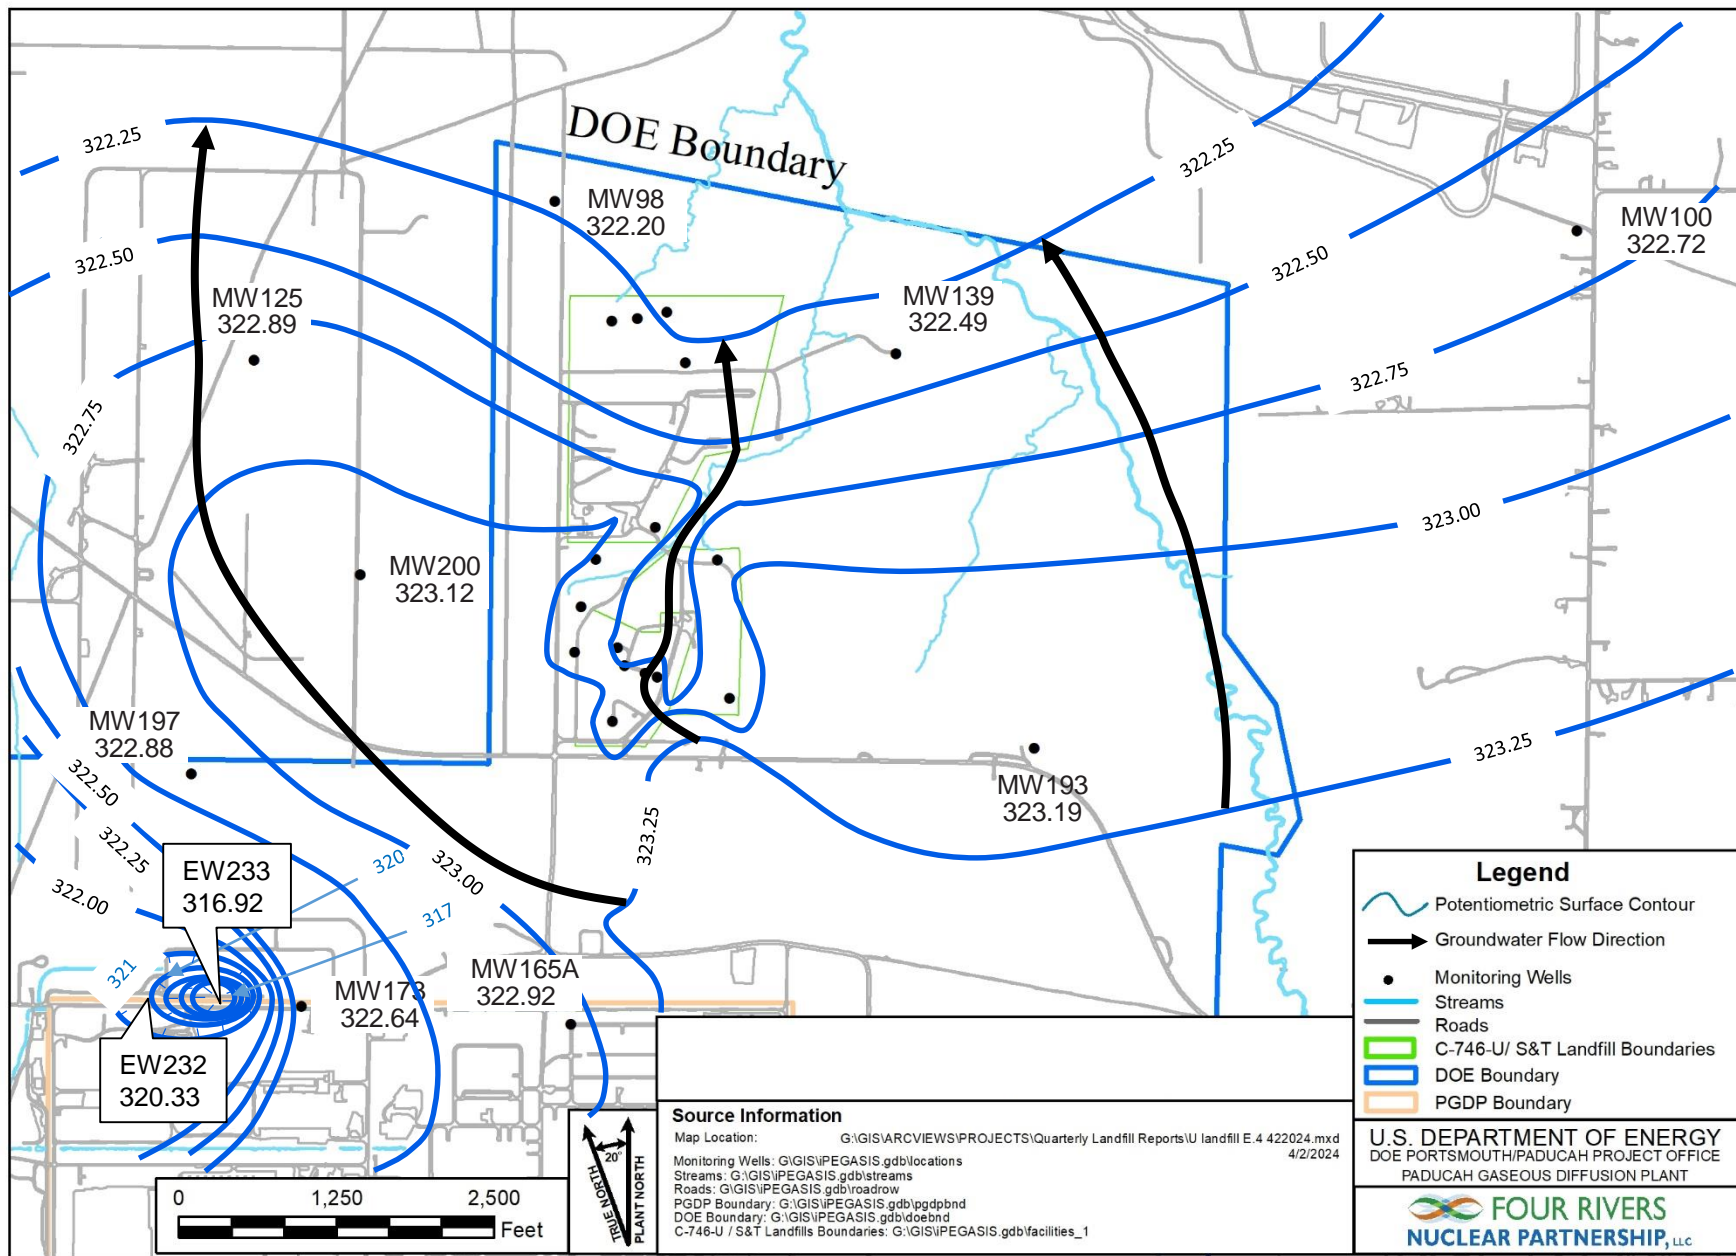 DOE Boundary
322.25
322.25
MW98
322.20
MW100
322.72
322.50
322.50
MW125
322.89
MW139
322.49
322.75
322.75
323.00
MW200
323.12
MW197
322.88
323.25
322.50
MW193
323.19
323.25
322.25
320
323.00
EW233
316.92
322.00
317
321
MW165A
322.92
MW173
322.64
EW232
320.33
Legend
Potentiometric Surface Contour
Groundwater Flow Direction
Monitoring Wells
Streams
Roads
C-746-U/ S&T Landfill Boundaries
DOE Boundary
PGDP Boundary
U.S. DEPARTMENT OF ENERGY
DOE PORTSMOUTH/PADUCAH PROJECT OFFICE
PADUCAH GASEOUS DIFFUSION PLANT
FOUR RIVERS
NUCLEAR PARTNERSHIP, LLC
Source Information
Map Location: G:\GIS\ARCVIEWS\PROJECTS\Quarterly Landfill Reports\U landfill E.4 422024.mxd
4/2/2024
Monitoring Wells: G\GIS\iPEGASIS.gdb\locations
Streams: G:\GIS\iPEGASIS.gdb\streams
Roads: G\GIS\iPEGASIS.gdb\roadrow
PGDP Boundary: G:\GIS\iPEGASIS.gdb\pgdpbnd
DOE Boundary: G:\GIS\iPEGASIS.gdb\doebnd
C-746-U / S&T Landfills Boundaries: G:\GIS\iPEGASIS.gdb\facilities_1
20°
TRUE NORTH
PLANT NORTH
0 1,250 2,500
Feet